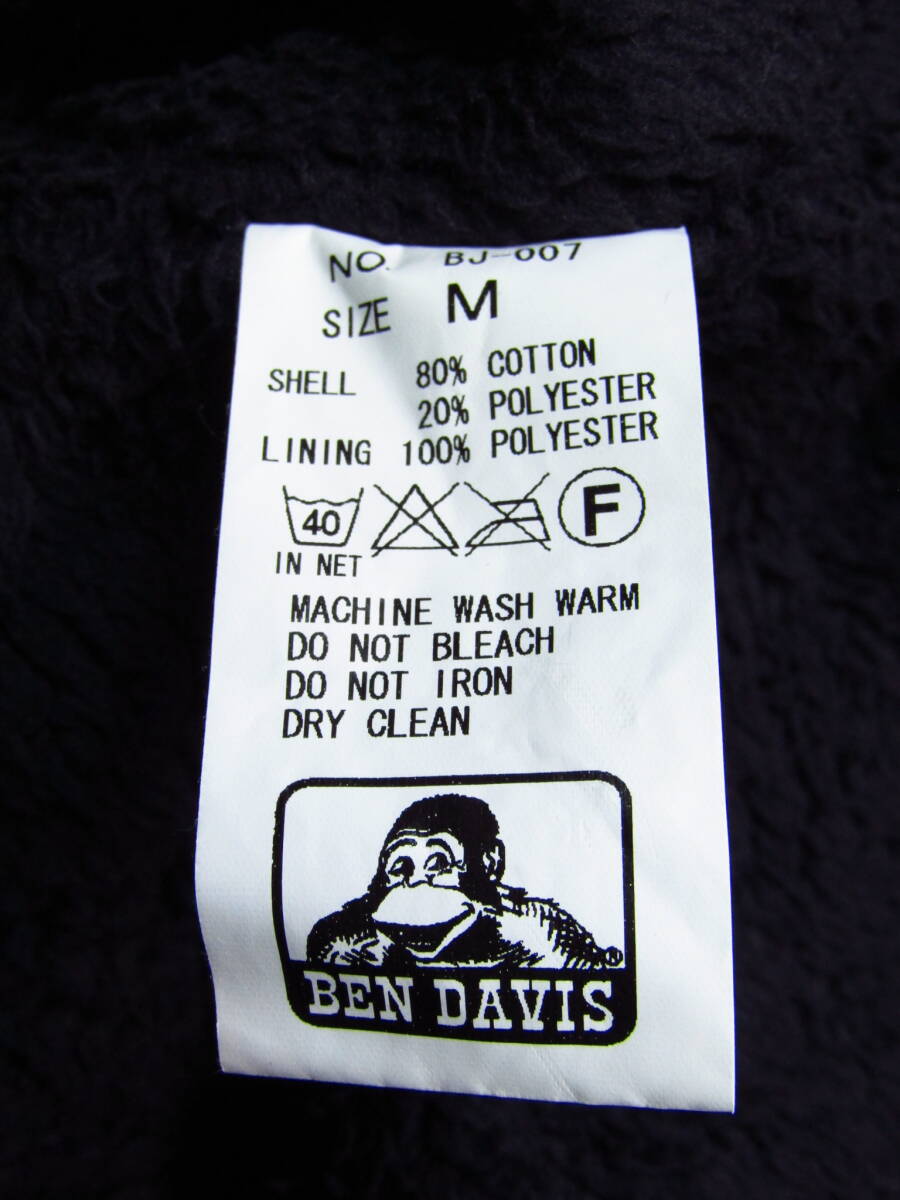 NO. BJ-007
SIZE M
SHELL 80% COTTON
20% POLYESTER
LINING 100% POLYESTER
40 F
IN NET
MACHINE WASH WARM
DO NOT BLEACH
DO NOT IRON
DRY CLEAN
®
BEN DAVIS